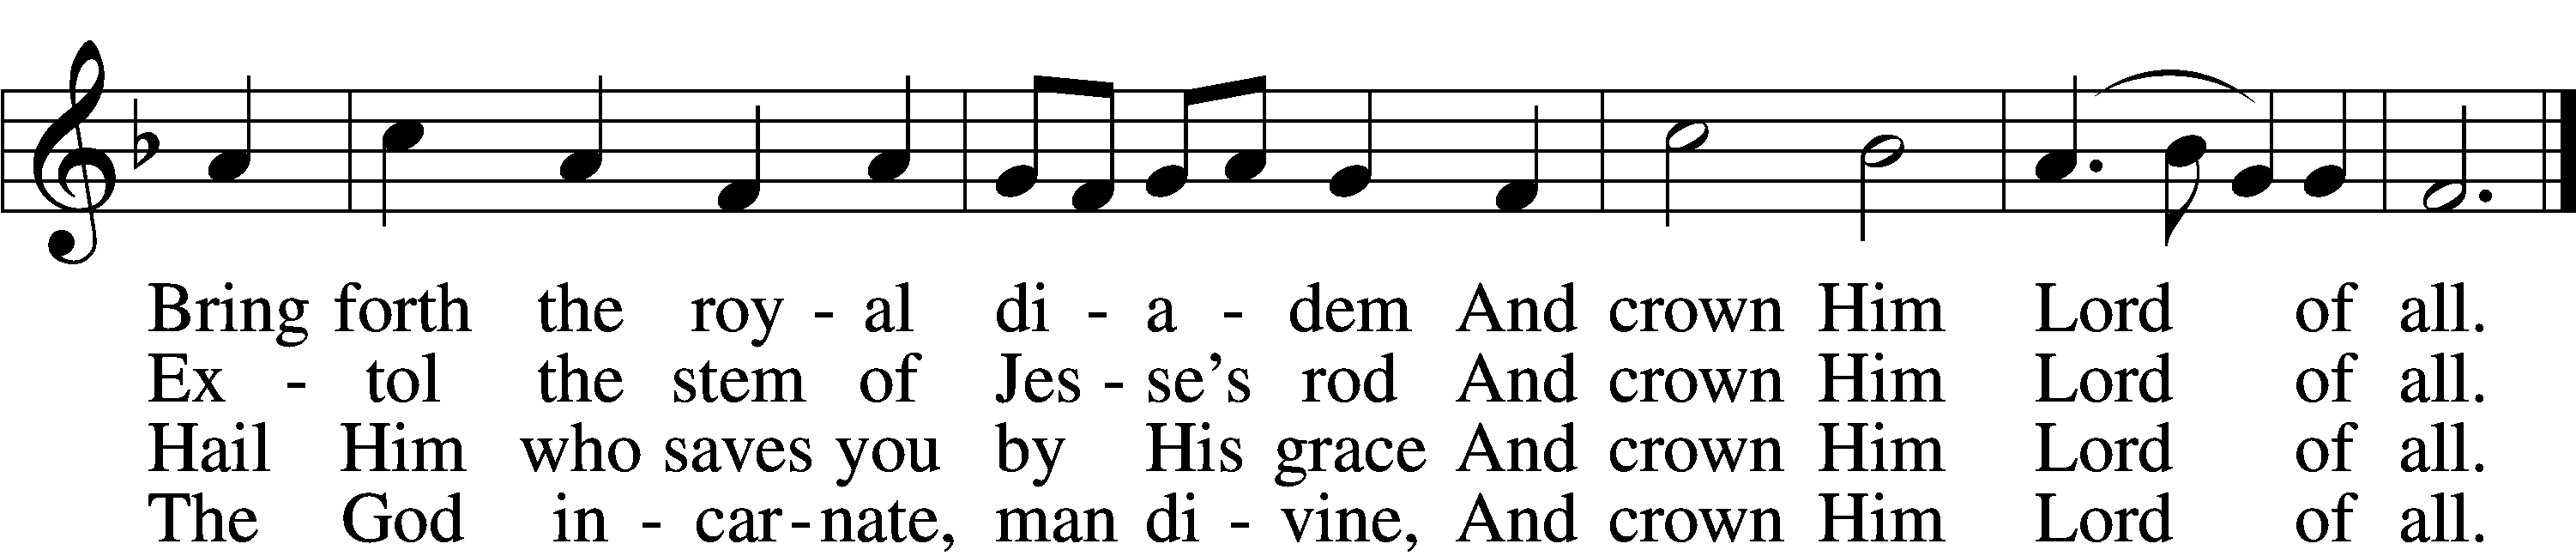 Bring forth the roy - al di - a - dem And crown Him Lord of all.
Ex - tol the stem of Jes - se’s rod And crown Him Lord of all.
Hail Him who saves you by His grace And crown Him Lord of all.
The God in - car - nate, man di - vine, And crown Him Lord of all.